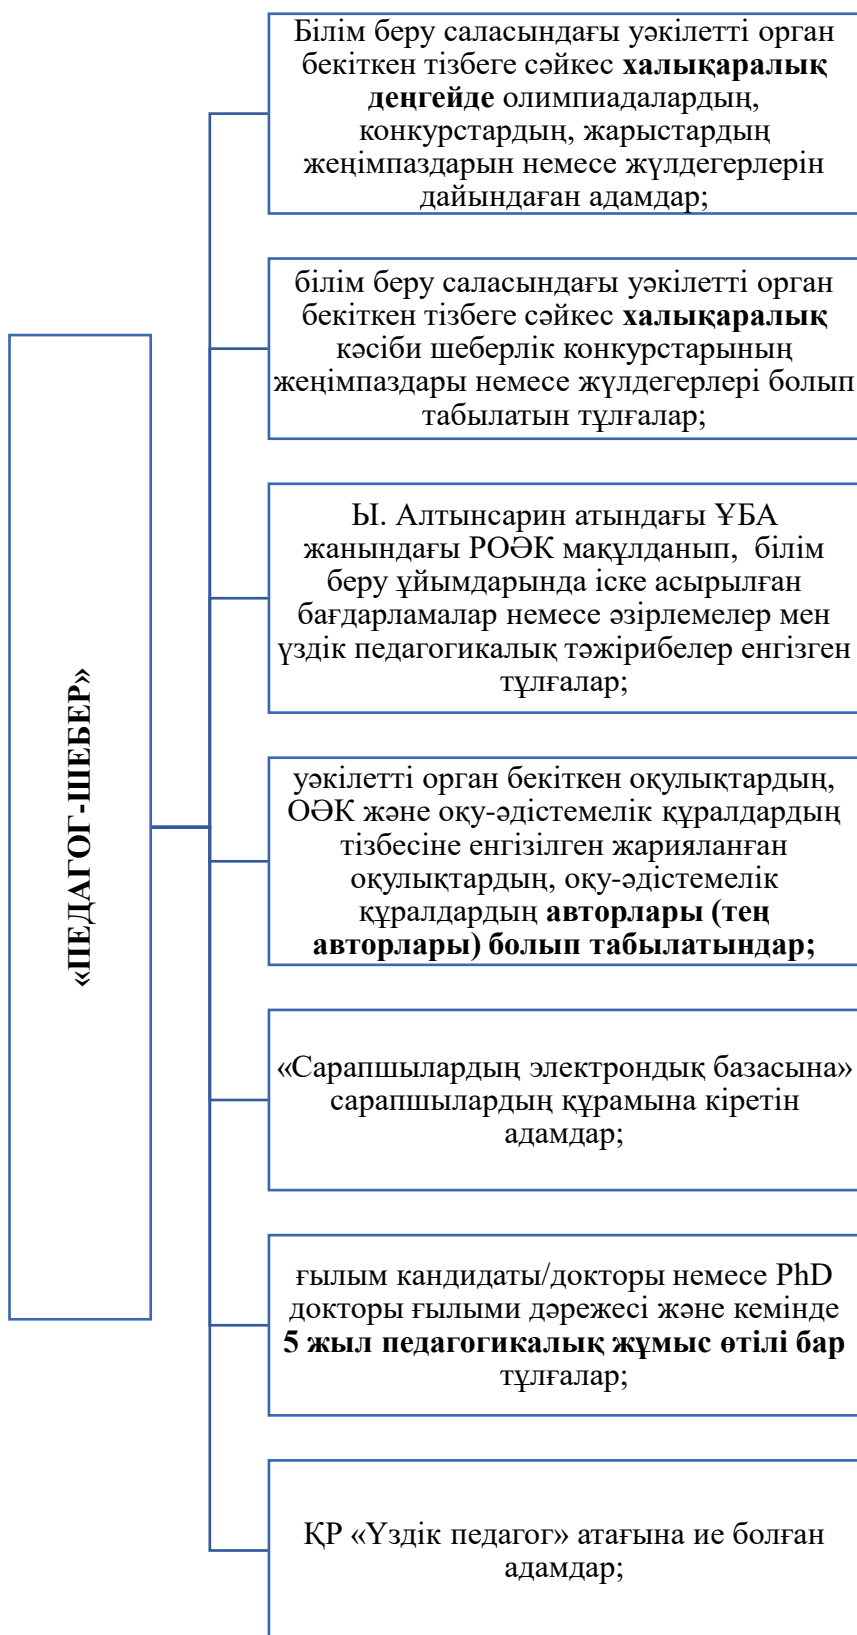 Білім беру саласындағы уәкілетті орган
бекіткен тізбеге сәйкес халықаралық
деңгейде олимпиадалардың,
конкурстардың, жарыстардың
жеңімпаздарын немесе жүлдегерлерін
дайындаған адамдар;
білім беру саласындағы уәкілетті орган
бекіткен тізбеге сәйкес халықаралық
кәсіби шеберлік конкурстарының
жеңімпаздары немесе жүлдегерлері болып
табылатын тұлғалар;
Ы. Алтынсарин атындағы ҰБА
жанындағы РОӘК мақұлданып, білім
беру ұйымдарында іске асырылған
бағдарламалар немесе әзірлемелер мен
үздік педагогикалық тәжірибелер енгізген
тұлғалар;
«ПЕДАГОГ-ШЕБЕР»
уәкілетті орган бекіткен оқулықтардың,
ОӘК және оқу-әдістемелік құралдардың
тізбесіне енгізілген жарияланған
оқулықтардың, оқу-әдістемелік
құралдардың авторлары (тең
авторлары) болып табылатындар;
«Сарапшылардың электрондық базасына»
сарапшылардың құрамына кіретін
адамдар;
ғылым кандидаты/докторы немесе PhD
докторы ғылыми дәрежесі және кемінде
5 жыл педагогикалық жұмыс өтілі бар
тұлғалар;
ҚР «Үздік педагог» атағына ие болған
адамдар;